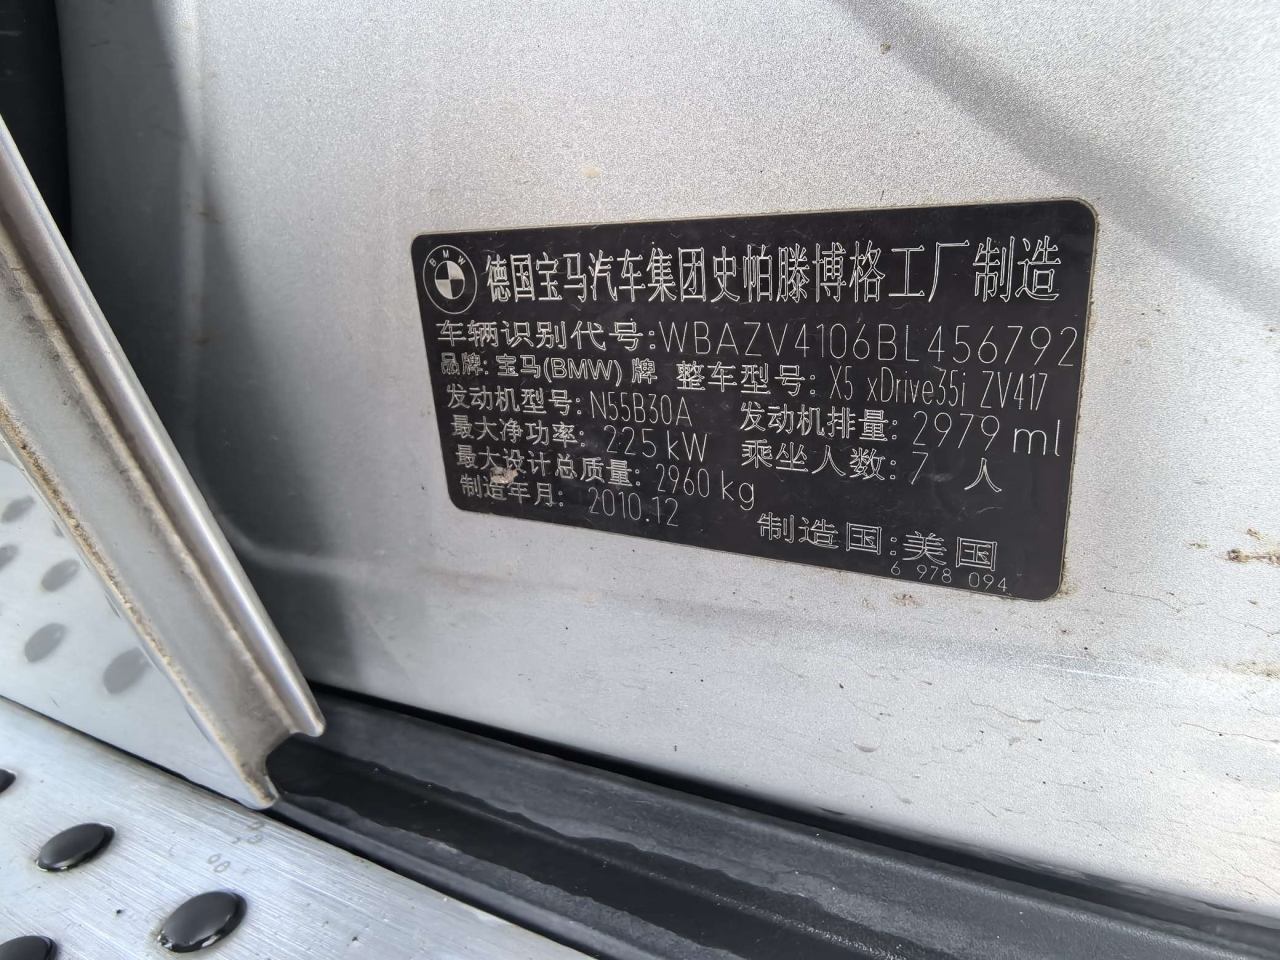 BMW
德国宝马汽车集团史帕滕博格工厂制造
车辆识别代号:WBAZV4106BL456792
品牌: 宝马(BMW) 牌 整车型号: X5 xDrive35i ZV417
发动机型号: N55B30A 发动机排量: 2979 ml
最大净功率: 225 kW 乘坐人数: 7 人
最大设计总质量: 2960 kg
制造年月: 2010.12
制造国: 美国
6 978 094